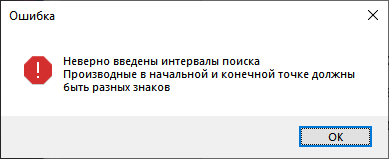 Ошибка
Неверно введены интервалы поиска
Производные в начальной и конечной точке должны
быть разных знаков
OK